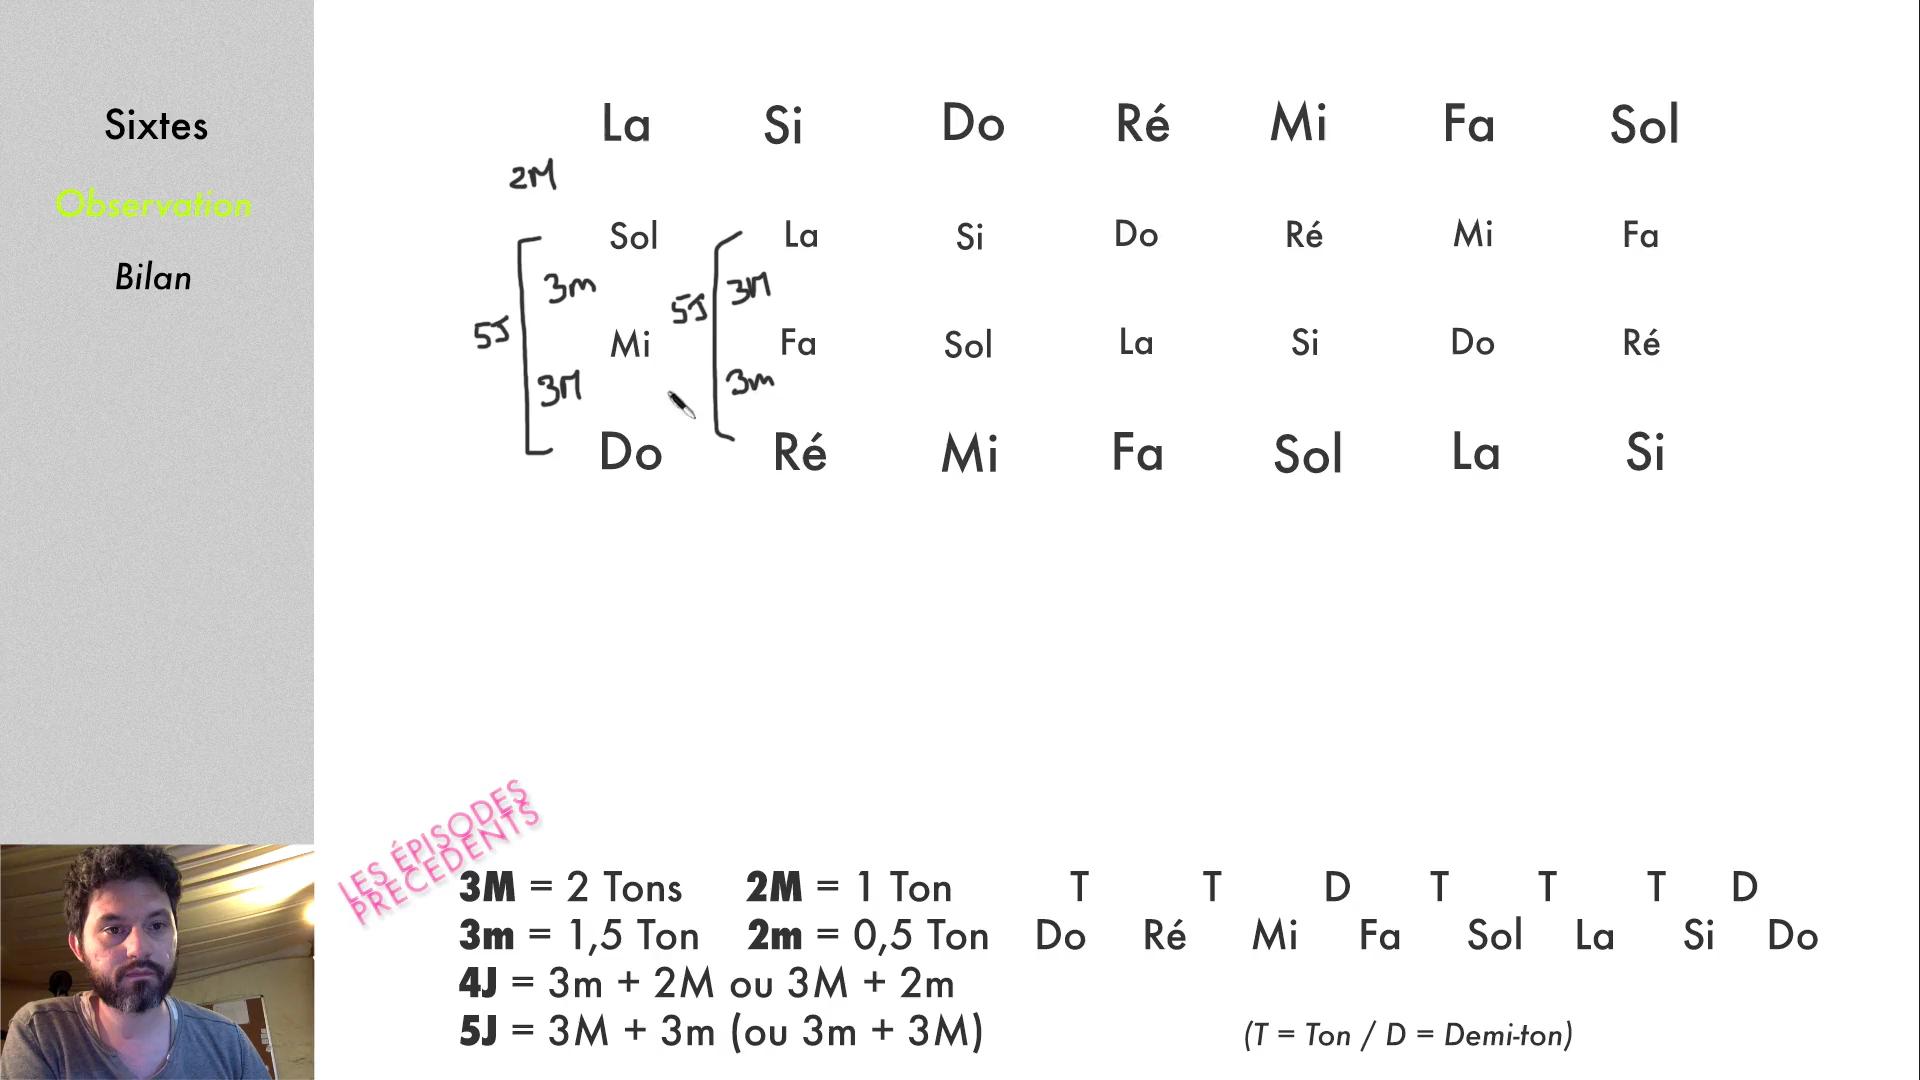 Sixtes
Observation
Bilan
La Si Do Ré Mi Fa Sol
2M
Sol La Si Do Ré Mi Fa
3m 3M
5J 5J
Mi Fa Sol La Si Do Ré
3M 3m
Do Ré Mi Fa Sol La Si
LES ÉPISODES
PRECEDENTS
3M = 2 Tons 2M = 1 Ton T T D T T T D
3m = 1,5 Ton 2m = 0,5 Ton Do Ré Mi Fa Sol La Si Do
4J = 3m + 2M ou 3M + 2m
5J = 3M + 3m (ou 3m + 3M) (T = Ton / D = Demi-ton)